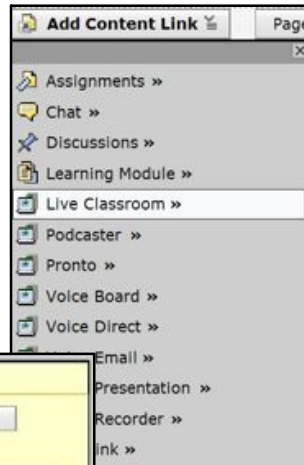 Add Content Link
Page
Assignments »
Chat »
Discussions »
Learning Module »
Live Classroom »
Podcaster »
Pronto »
Voice Board »
Voice Direct »
Email »
Presentation »
Recorder »
ink »